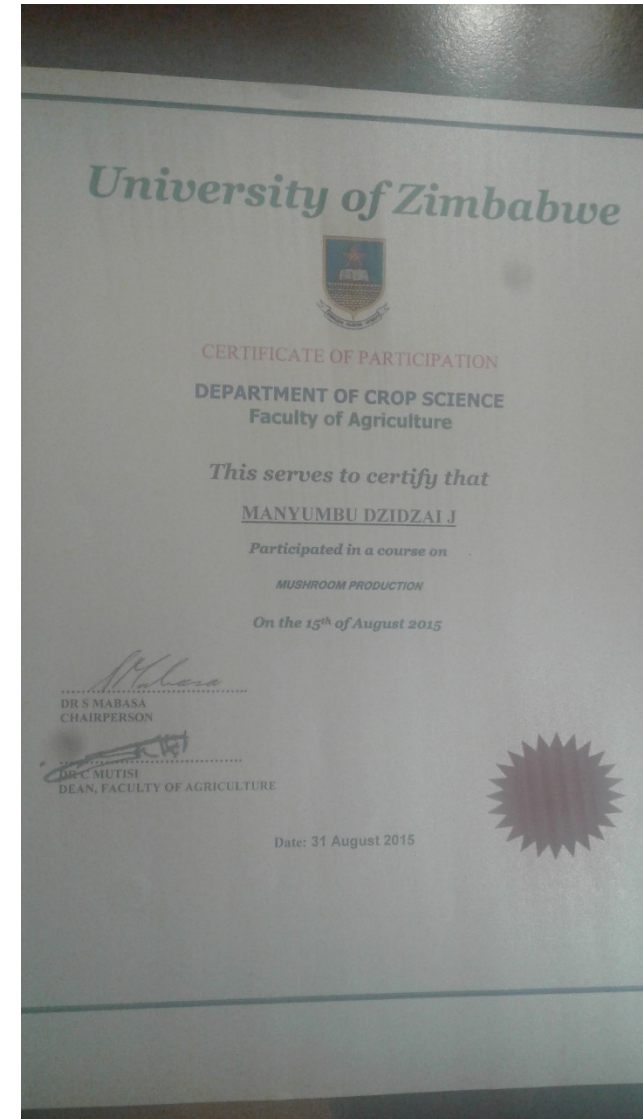 University of Zimbabwe
CERTIFICATE OF PARTICIPATION
DEPARTMENT OF CROP SCIENCE
Faculty of Agriculture
This serves to certify that
MANYUMBU DZIDZAI J
Participated in a course on
MUSHROOM PRODUCTION
On the 15th of August 2015
DR S MABASA
CHAIRPERSON
DR C MUTISI
DEAN, FACULTY OF AGRICULTURE
Date: 31 August 2015